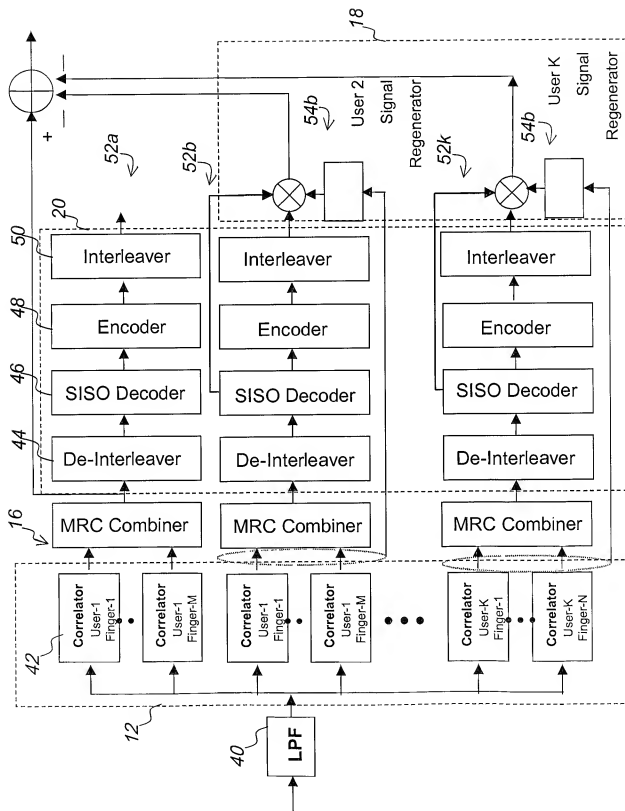 +
—
—
52a
20
50
48
46
44
16
Interleaver
Encoder
SISO Decoder
De-Interleaver
MRC Combiner
42
Correlator
User-1
Finger-1
Correlator
User-1
Finger-M
18
52b
54b
User 2
Signal
Regenerator
Interleaver
Encoder
SISO Decoder
De-Interleaver
MRC Combiner
Correlator
User-1
Finger-1
Correlator
User-1
Finger-M
52k
54b
User K
Signal
Regenerator
Interleaver
Encoder
SISO Decoder
De-Interleaver
MRC Combiner
Correlator
User-K
Finger-1
Correlator
User-K
Finger-N
12
40
LPF